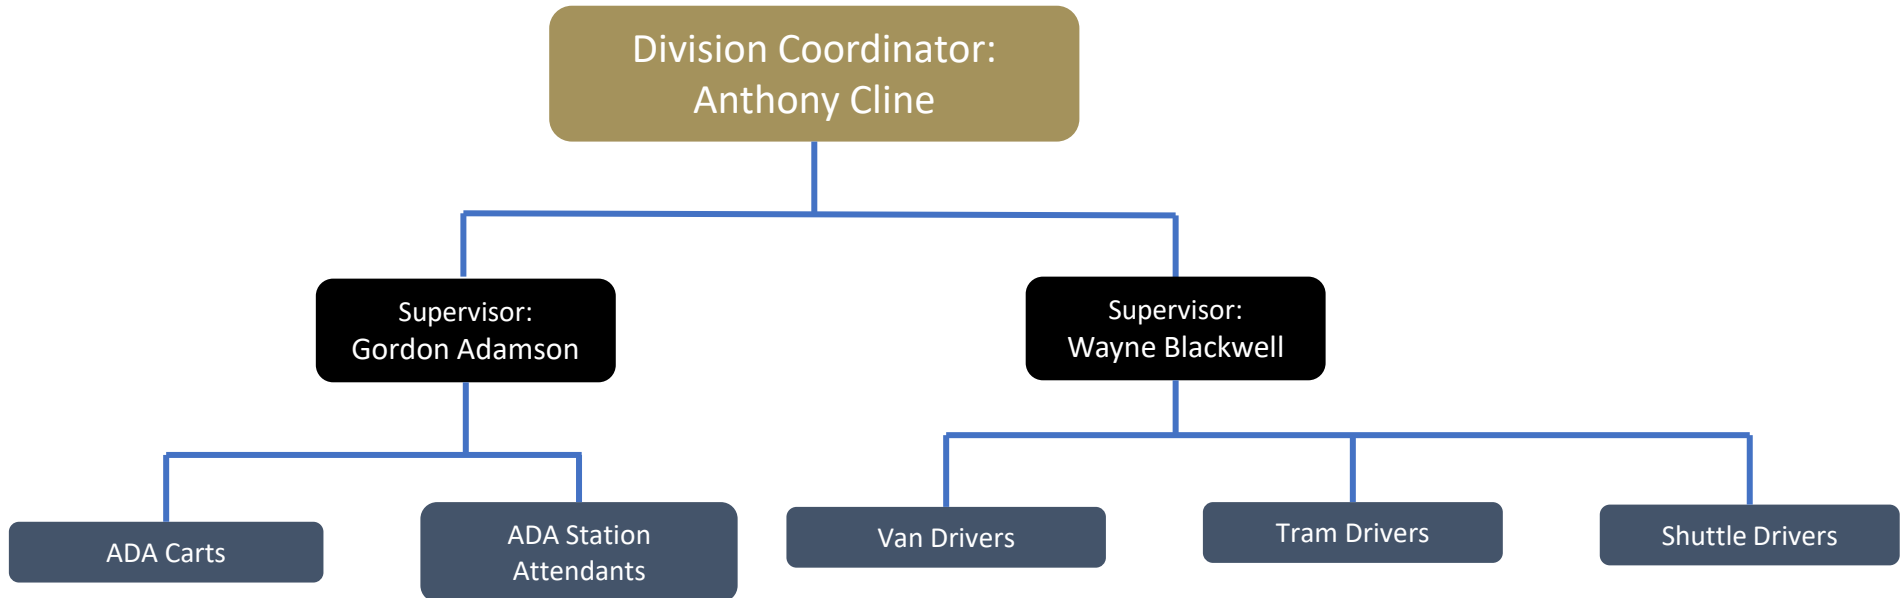 Division Coordinator:
Anthony Cline
Supervisor:
Gordon Adamson
Supervisor:
Wayne Blackwell
ADA Carts
ADA Station
Attendants
Van Drivers
Tram Drivers
Shuttle Drivers